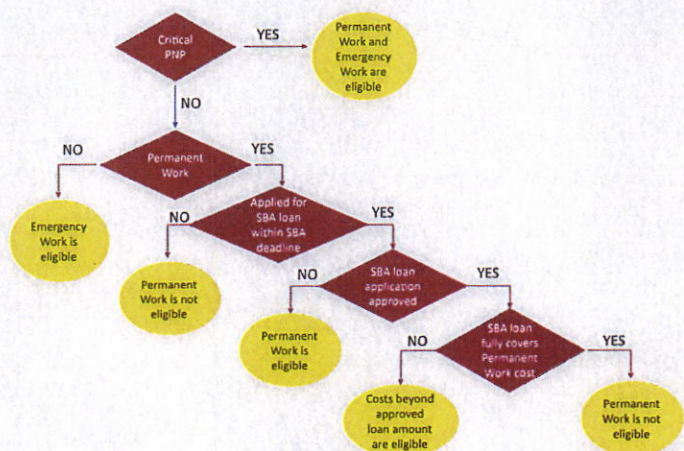 Critical
PNP
YES
Permanent
Work and
Emergency
Work are
eligible
NO
NO
Permanent
Work
YES
Emergency
Work is
eligible
NO
Applied for
SBA loan
within SBA
deadline
YES
Permanent
Work is not
eligible
NO
SBA loan
application
approved
YES
Permanent
Work is
eligible
NO
SBA loan
fully covers
Permanent
Work cost
YES
Costs beyond
approved
loan amount
are eligible
Permanent
Work is not
eligible